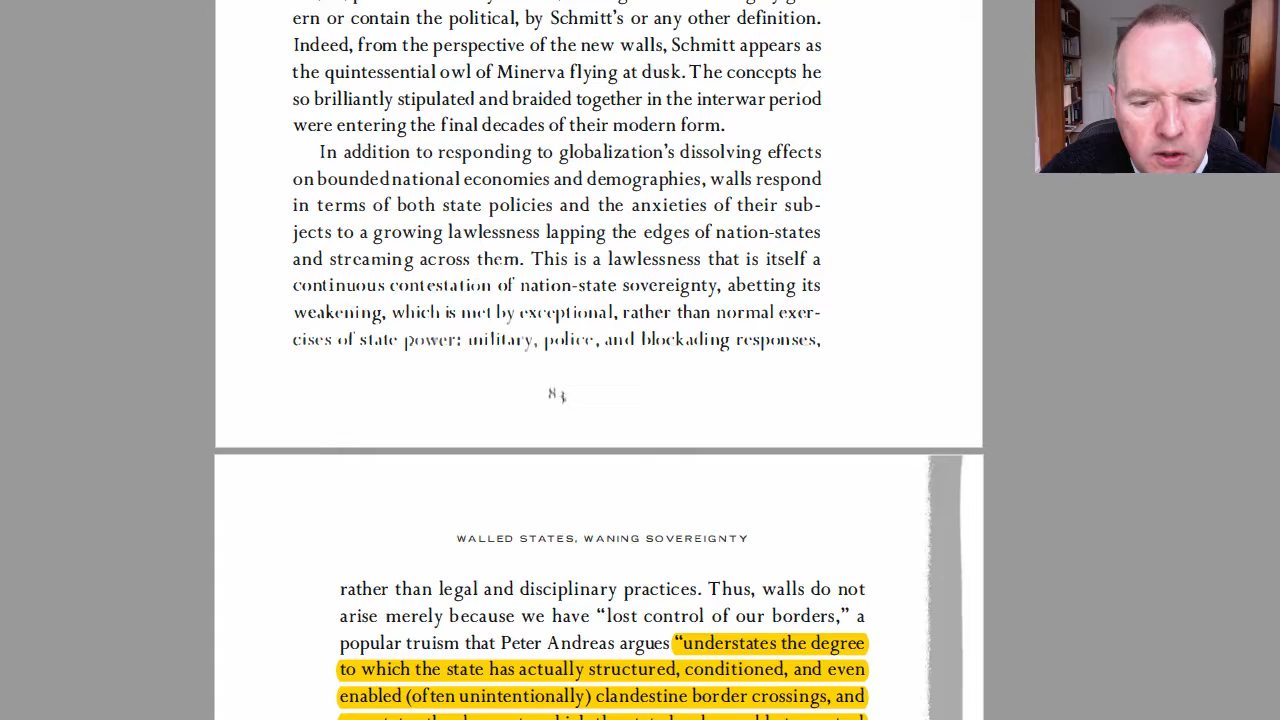 ern or contain the political, by Schmitt's or any other definition.
Indeed, from the perspective of the new walls, Schmitt appears as
the quintessential owl of Minerva flying at dusk. The concepts he
so brilliantly stipulated and braided together in the interwar period
were entering the final decades of their modern form.
In addition to responding to globalization's dissolving effects
on bounded national economies and demographies, walls respond
in terms of both state policies and the anxieties of their sub-
jects to a growing lawlessness lapping the edges of nation-states
and streaming across them. This is a lawlessness that is itself a
continuous contestation of nation-state sovereignty, abetting its
weakening, which is met by exceptional, rather than normal exer-
cises of state power: military, police, and blockading responses,
WALLED STATES, WANING SOVEREIGNTY
rather than legal and disciplinary practices. Thus, walls do not
arise merely because we have “lost control of our borders,” a
popular truism that Peter Andreas argues “understates the degree
to which the state has actually structured, conditioned, and even
enabled (often unintentionally) clandestine border crossings, and